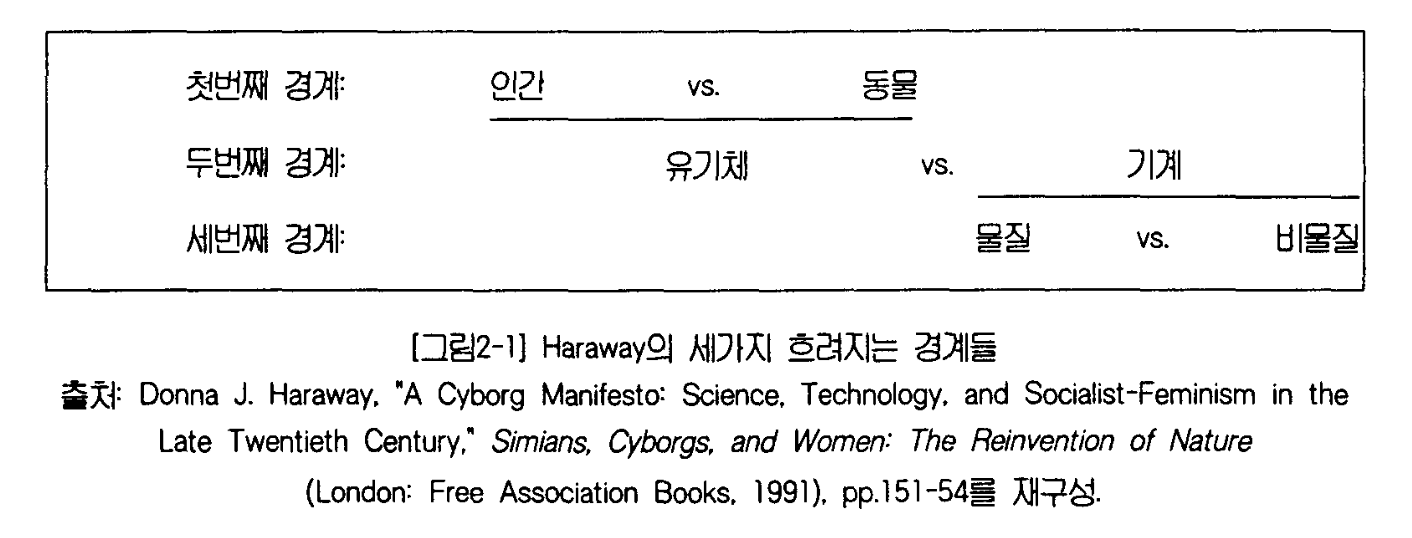 첫번째 경계: 인간 vs. 동물
두번째 경계: 유기체 vs. 기계
세번째 경계: 물질 vs. 비물질
[그림2-1] Haraway의 세가지 흐려지는 경계들
출처: Donna J. Haraway, "A Cyborg Manifesto: Science, Technology, and Socialist-Feminism in the
Late Twentieth Century," Simians, Cyborgs, and Women: The Reinvention of Nature
(London: Free Association Books, 1991), pp.151-54를 재구성.